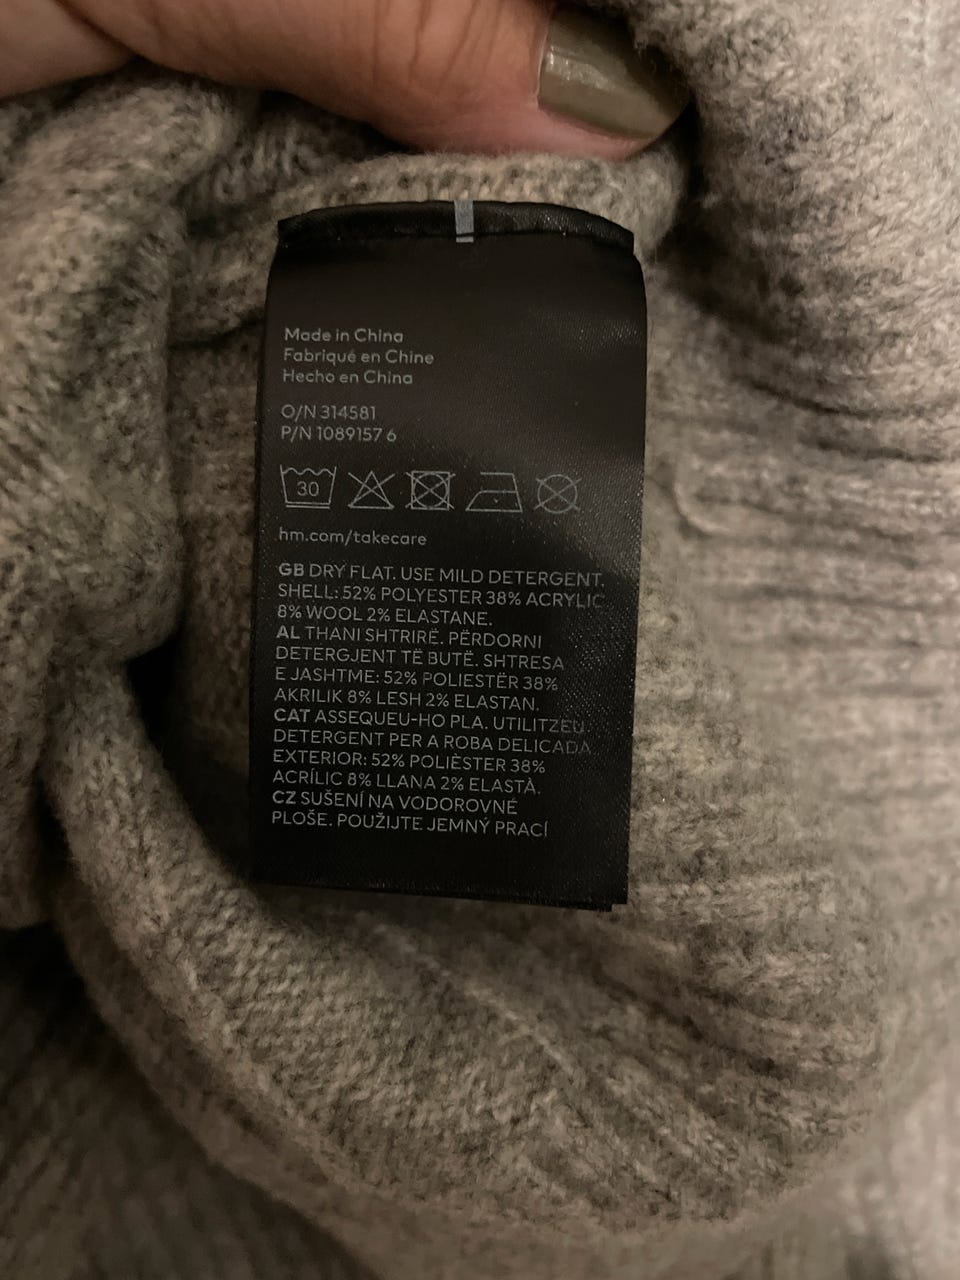 Made in China
Fabriqué en Chine
Hecho en China
O/N 314581
P/N 1089157 6
30
hm.com/takecare
GB DRY FLAT. USE MILD DETERGENT.
SHELL: 52% POLYESTER 38% ACRYLIC
8% WOOL 2% ELASTANE.
AL THANI SHTRIRË. PËRDORNI
DETERGJENT TË BUTË. SHTRESA
E JASHTME: 52% POLIESTËR 38%
AKRILIK 8% LESH 2% ELASTAN.
CAT ASSEQUEU-HO PLA. UTILITZEU
DETERGENT PER A ROBA DELICADA.
EXTERIOR: 52% POLIÈSTER 38%
ACRÍLIC 8% LLANA 2% ELASTÀ.
CZ SUŠENÍ NA VODOROVNÉ
PLOŠE. POUŽIJTE JEMNÝ PRACÍ